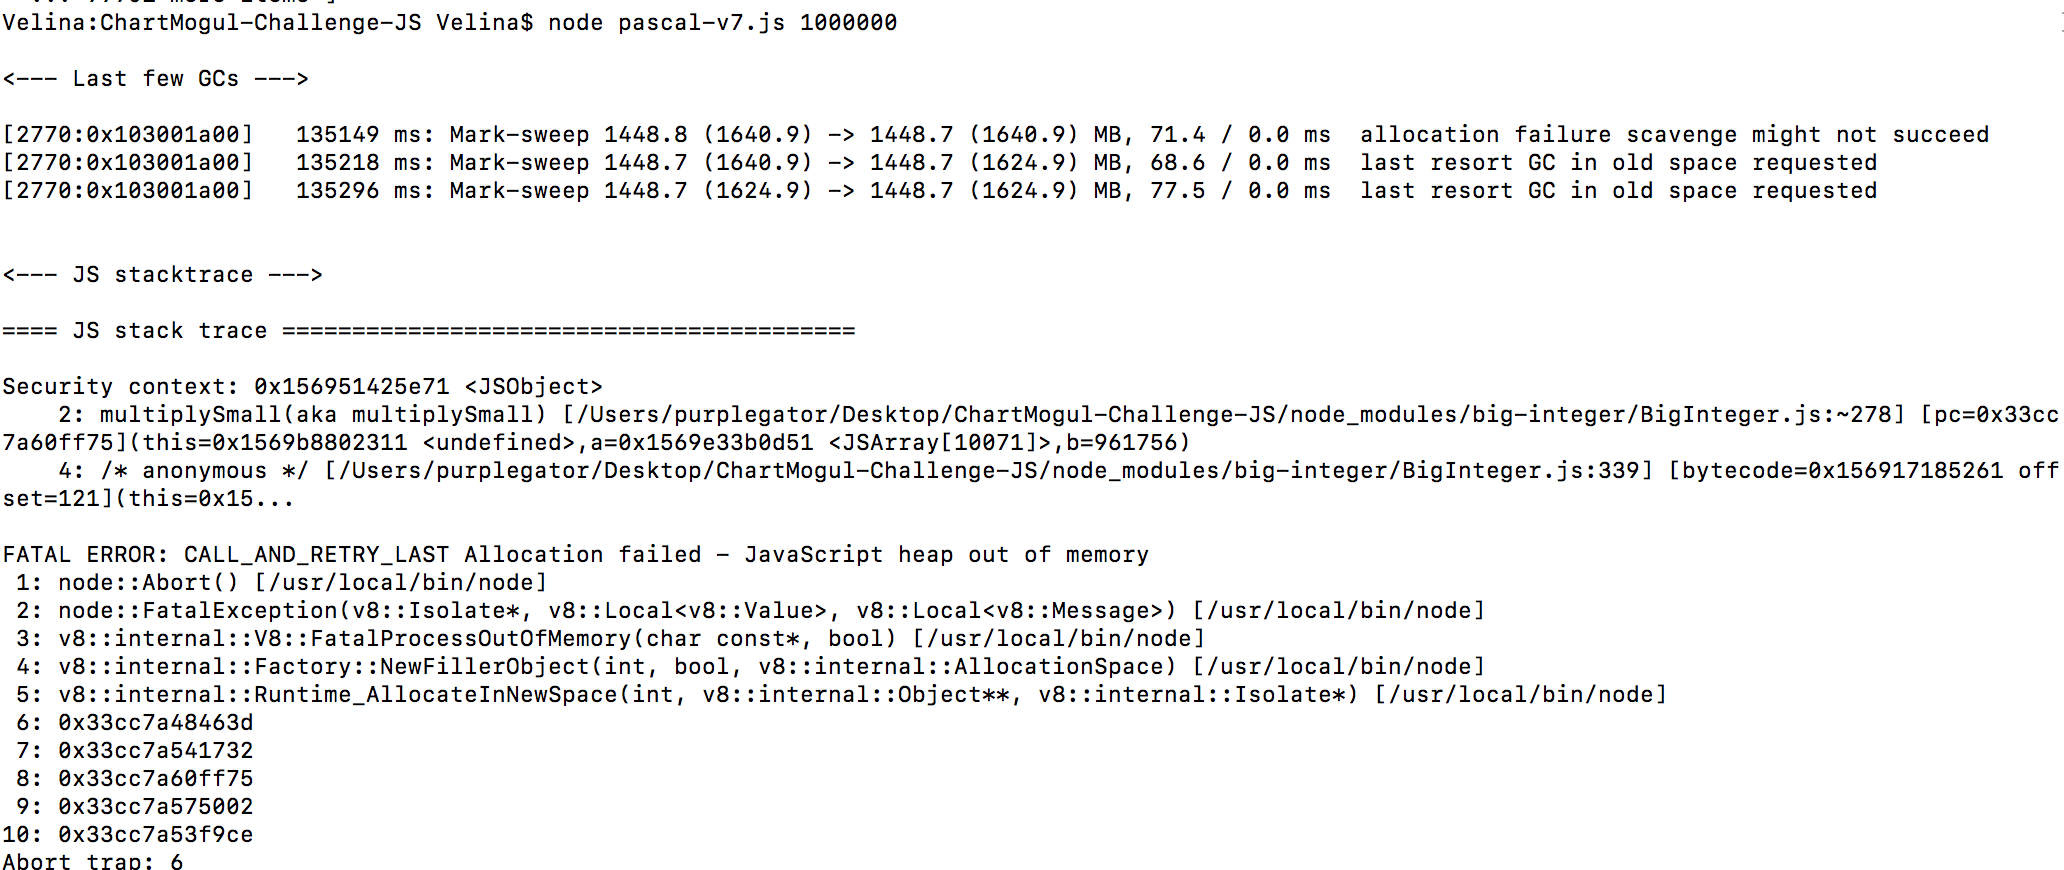 Velina:ChartMogul-Challenge-JS Velina$ node pascal-v7.js 1000000
<--- Last few GCs --->
[2770:0x103001a00]   135149 ms: Mark-sweep 1448.8 (1640.9) -> 1448.7 (1640.9) MB, 71.4 / 0.0 ms  allocation failure scavenge might not succeed
[2770:0x103001a00]   135218 ms: Mark-sweep 1448.7 (1640.9) -> 1448.7 (1624.9) MB, 68.6 / 0.0 ms  last resort GC in old space requested
[2770:0x103001a00]   135296 ms: Mark-sweep 1448.7 (1624.9) -> 1448.7 (1624.9) MB, 77.5 / 0.0 ms  last resort GC in old space requested
<--- JS stacktrace --->
==== JS stack trace =========================================
Security context: 0x156951425e71 <JSObject>
    2: multiplySmall(aka multiplySmall) [/Users/purplegator/Desktop/ChartMogul-Challenge-JS/node_modules/big-integer/BigInteger.js:~278] [pc=0x33cc
7a60ff75](this=0x1569b8802311 <undefined>,a=0x1569e33b0d51 <JSArray[10071]>,b=961756)
    4: /* anonymous */ [/Users/purplegator/Desktop/ChartMogul-Challenge-JS/node_modules/big-integer/BigInteger.js:339] [bytecode=0x156917185261 off
set=121](this=0x15...
FATAL ERROR: CALL_AND_RETRY_LAST Allocation failed - JavaScript heap out of memory
 1: node::Abort() [/usr/local/bin/node]
 2: node::FatalException(v8::Isolate*, v8::Local<v8::Value>, v8::Local<v8::Message>) [/usr/local/bin/node]
 3: v8::internal::V8::FatalProcessOutOfMemory(char const*, bool) [/usr/local/bin/node]
 4: v8::internal::Factory::NewFillerObject(int, bool, v8::internal::AllocationSpace) [/usr/local/bin/node]
 5: v8::internal::Runtime_AllocateInNewSpace(int, v8::internal::Object**, v8::internal::Isolate*) [/usr/local/bin/node]
 6: 0x33cc7a48463d
 7: 0x33cc7a541732
 8: 0x33cc7a60ff75
 9: 0x33cc7a575002
10: 0x33cc7a53f9ce
Abort trap: 6